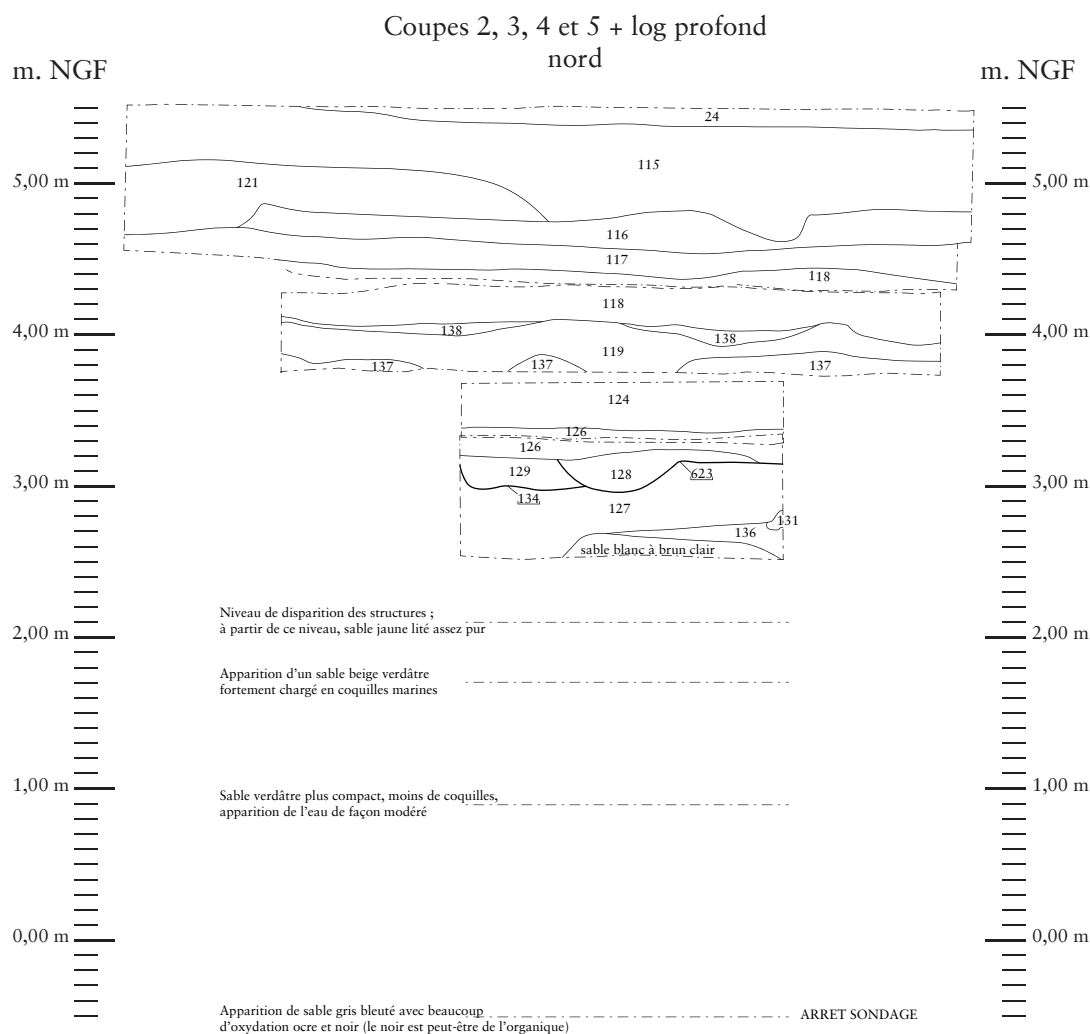 Coupes 2, 3, 4 et 5 + log profond
nord
m. NGF
m. NGF
24
115
5,00 m
5,00 m
121
116
117
118
118
4,00 m
4,00 m
138
138
119
137
137
137
124
126
126
129
128
623
3,00 m
3,00 m
134
127
131
136
sable blanc à brun clair
Niveau de disparition des structures ;
à partir de ce niveau, sable jaune lité assez pur
2,00 m
2,00 m
Apparition d'un sable beige verdâtre
fortement chargé en coquilles marines
1,00 m
1,00 m
Sable verdâtre plus compact, moins de coquilles,
apparition de l'eau de façon modéré
0,00 m
0,00 m
Apparition de sable gris bleuté avec beaucoup
d'oxydation ocre et noir (le noir est peut-être de l'organique)
ARRET SONDAGE